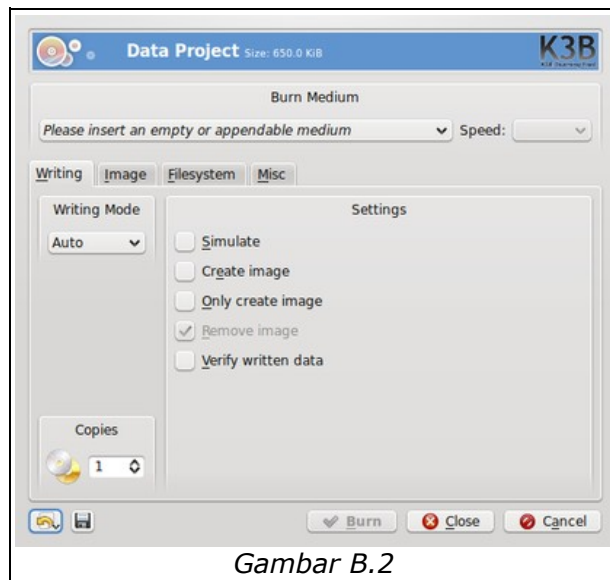 Data Project Size: 650.0 KiB K3B
Burn Medium
Please insert an empty or appendable medium Speed:
Writing Image Filesystem Misc
Writing Mode Settings
Auto Simulate
Create image
Only create image
Remove image
Verify written data
Copies
1
Burn Close Cancel
Gambar B.2